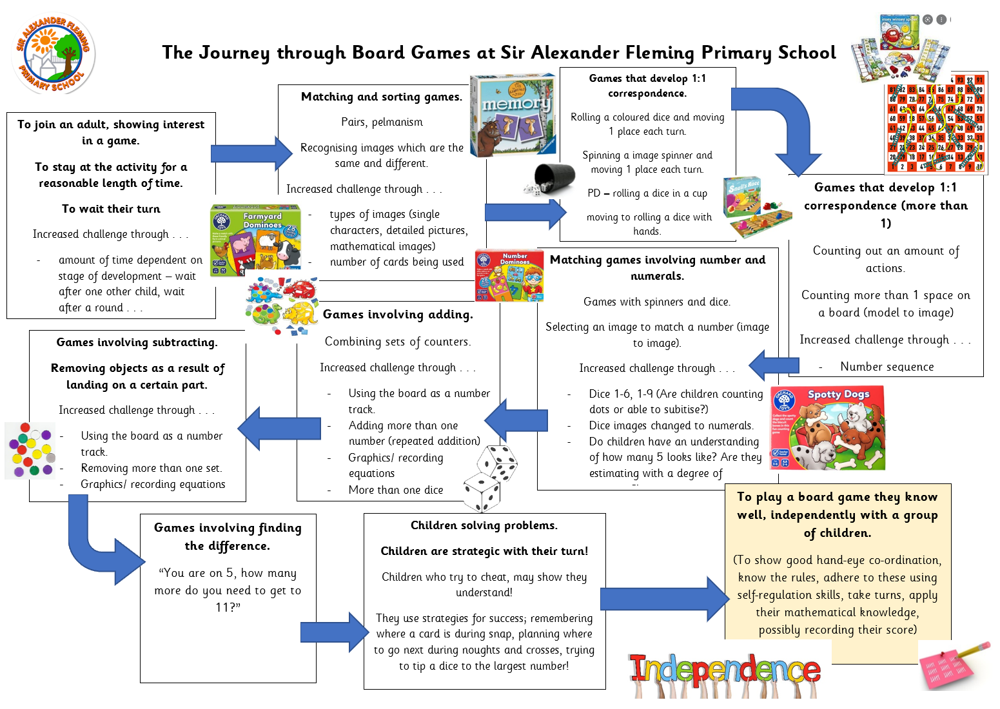 The Journey through Board Games at Sir Alexander Fleming Primary School
SIR ALEXANDER FLEMING
PRIMARY SCHOOL
To join an adult, showing interest
in a game.
To stay at the activity for a
reasonable length of time.
To wait their turn
Increased challenge through . . .
- amount of time dependent on
stage of development – wait
after one other child, wait
after a round . . .
Matching and sorting games.
Pairs, pelmanism
Recognising images which are the
same and different.
Increased challenge through . . .
- types of images (single
characters, detailed pictures,
mathematical images)
- number of cards being used
memory
Farmyard
Dominoes
28
ORCHARD
TOYS
Games that develop 1:1
correspondence.
Rolling a coloured dice and moving
1 place each turn.
Spinning a image spinner and
moving 1 place each turn.
PD – rolling a dice in a cup
moving to rolling a dice with
hands.
Snail's Race
insey winsey spider
Games that develop 1:1
correspondence (more than
1)
Counting out an amount of
actions.
Counting more than 1 space on
a board (model to image)
Increased challenge through . . .
- Number sequence
Matching games involving number and
numerals.
Games with spinners and dice.
Selecting an image to match a number (image
to image).
Increased challenge through . . .
- Dice 1-6, 1-9 (Are children counting
dots or able to subitise?)
- Dice images changed to numerals.
- Do children have an understanding
of how many 5 looks like? Are they
estimating with a degree of
Number
Dominoes
28
ORCHARD
TOYS
Spotty Dogs
Games involving adding.
Combining sets of counters.
Increased challenge through . . .
- Using the board as a number
track.
- Adding more than one
number (repeated addition)
- Graphics/ recording
equations
- More than one dice
Games involving subtracting.
Removing objects as a result of
landing on a certain part.
Increased challenge through . . .
- Using the board as a number
track.
- Removing more than one set.
- Graphics/ recording equations
Games involving finding
the difference.
“You are on 5, how many
more do you need to get to
11?”
Children solving problems.
Children are strategic with their turn!
Children who try to cheat, may show they
understand!
They use strategies for success; remembering
where a card is during snap, planning where
to go next during noughts and crosses, trying
to tip a dice to the largest number!
To play a board game they know
well, independently with a group
of children.
(To show good hand-eye co-ordination,
know the rules, adhere to these using
self-regulation skills, take turns, apply
their mathematical knowledge,
possibly recording their score)
Independence